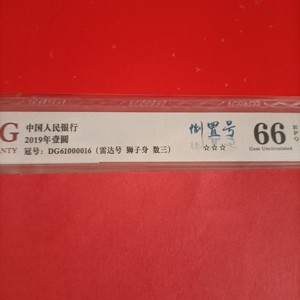 G
NTY
中国人民银行
2019年壹圆
冠号：DG61000016（雷达号 狮子身 数三）
倒置号
☆☆☆
66
Gem Uncirculated